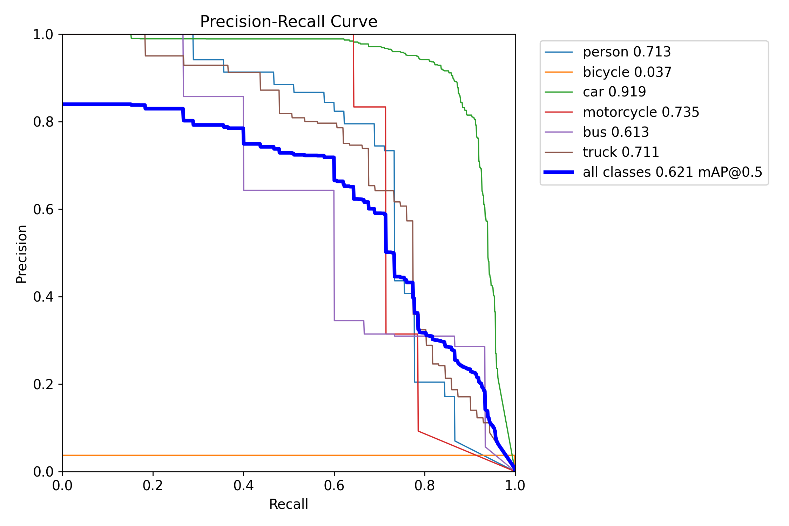 Precision-Recall Curve
1.0
0.8
0.6
0.4
0.2
0.0
Precision
0.0 0.2 0.4 0.6 0.8 1.0
Recall
person 0.713
bicycle 0.037
car 0.919
motorcycle 0.735
bus 0.613
truck 0.711
all classes 0.621 mAP@0.5